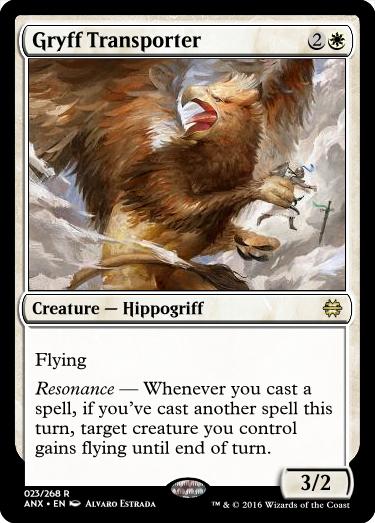 Gryff Transporter 2
Creature — Hippogriff
Flying
Resonance — Whenever you cast a
spell, if you've cast another spell this
turn, target creature you control
gains flying until end of turn.
3/2
023/268 R
ANX • EN Alvaro Estrada
™ & © 2016 Wizards of the Coast